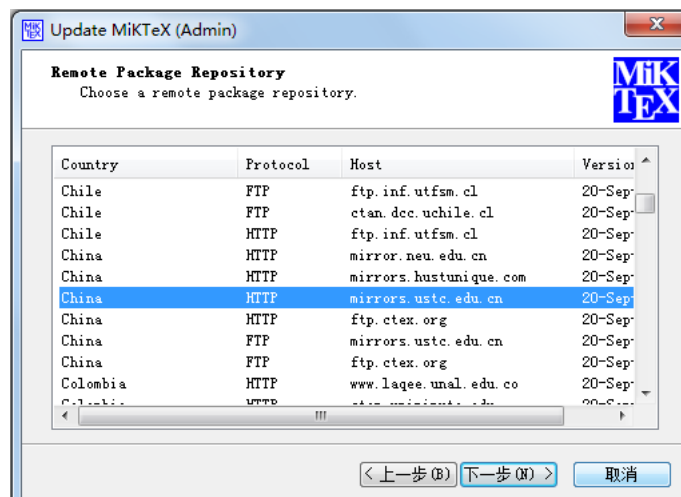 Update MiKTeX (Admin)
Remote Package Repository
Choose a remote package repository.
MiK
TEX
Country Protocol Host Version
Chile FTP ftp.inf.utfsm.cl 20-Sep-
Chile FTP ctan.dcc.uchile.cl 20-Sep-
Chile HTTP ftp.inf.utfsm.cl 20-Sep-
China HTTP mirror.neu.edu.cn 20-Sep-
China HTTP mirrors.hustunique.com 20-Sep-
China HTTP mirrors.ustc.edu.cn 20-Sep-
China HTTP ftp.ctex.org 20-Sep-
China FTP mirrors.ustc.edu.cn 20-Sep-
China FTP ftp.ctex.org 20-Sep-
Colombia HTTP www.laqee.unal.edu.co 20-Sep-
Colombia HTTP
<上一步(B) 下一步(N)> 取消